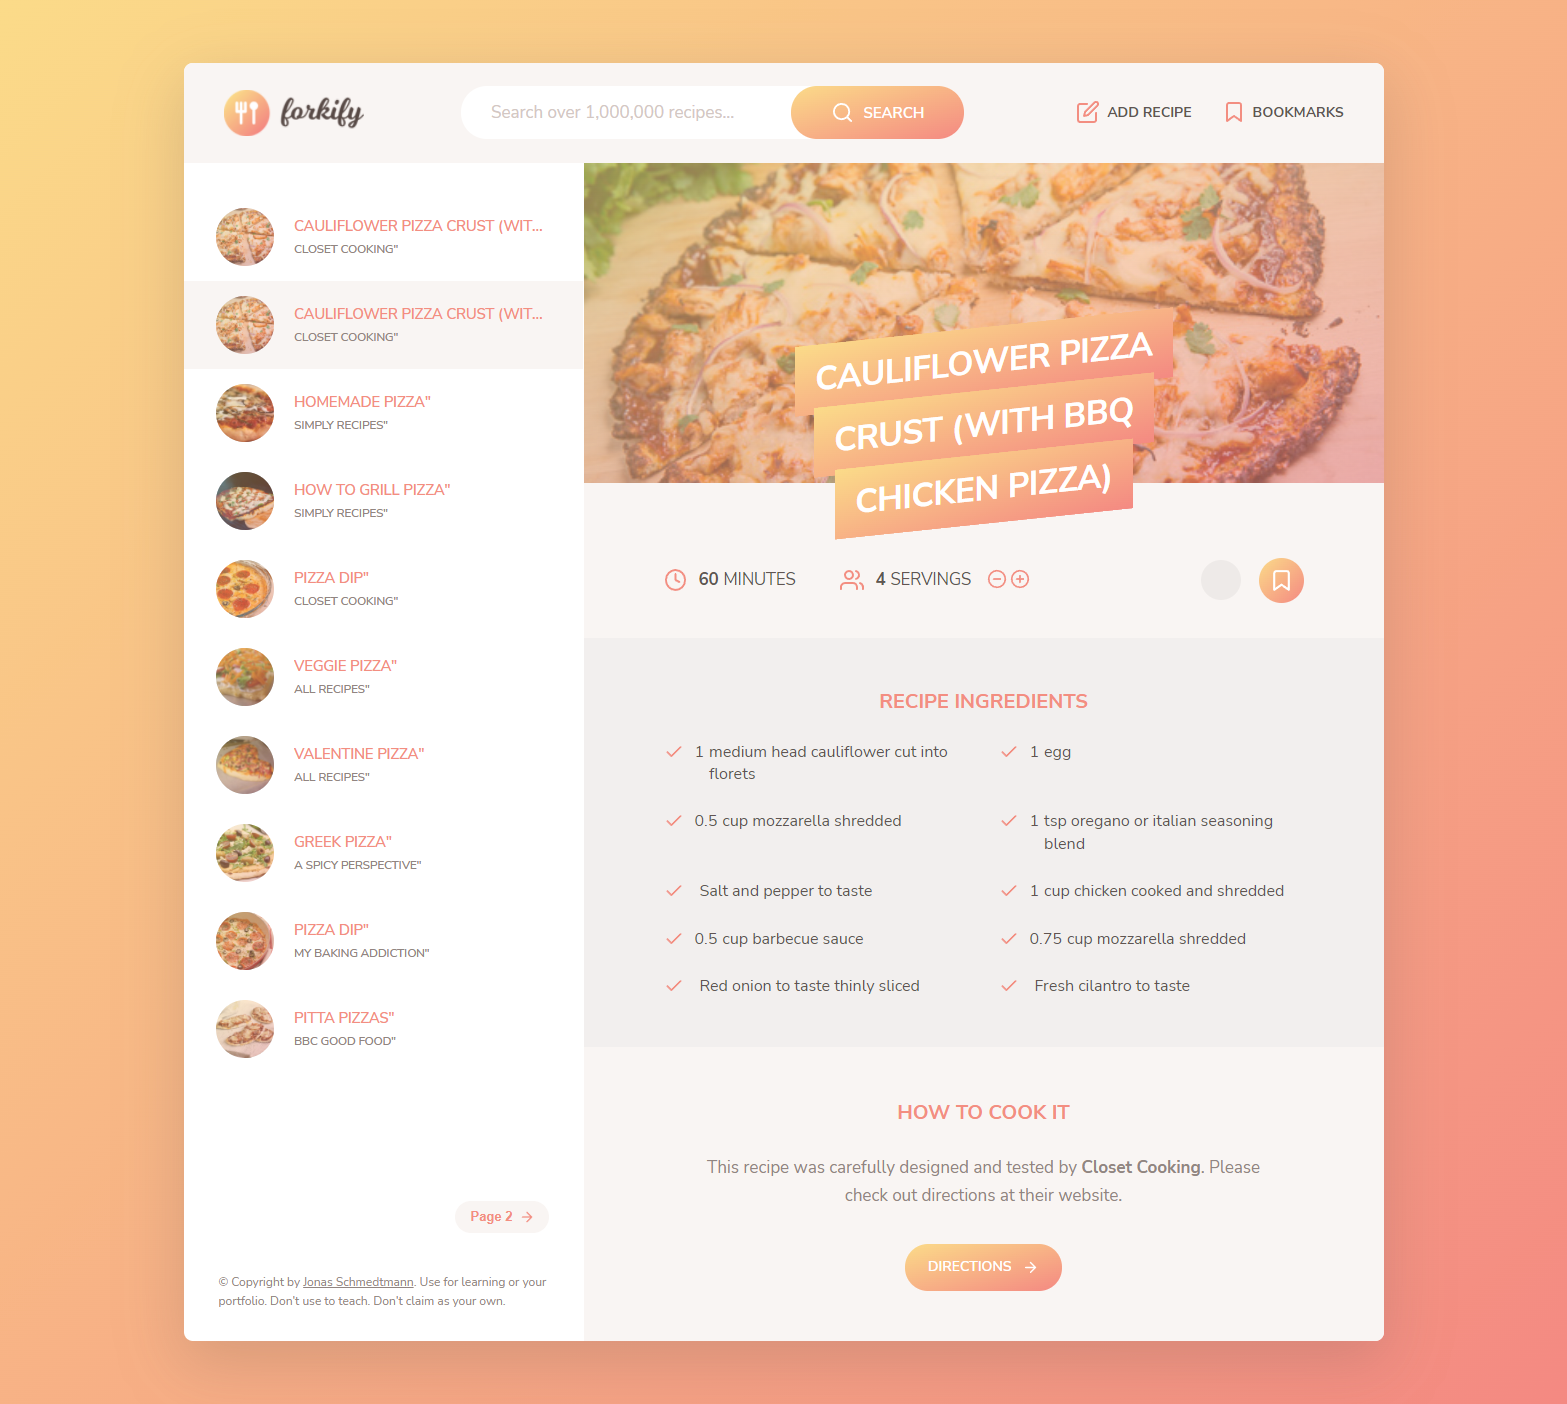 forkify
Search over 1,000,000 recipes...
SEARCH
ADD RECIPE
BOOKMARKS
CAULIFLOWER PIZZA CRUST (WIT...
CLOSET COOKING"
CAULIFLOWER PIZZA CRUST (WIT...
CLOSET COOKING"
HOMEMADE PIZZA"
SIMPLY RECIPES"
HOW TO GRILL PIZZA"
SIMPLY RECIPES"
PIZZA DIP"
CLOSET COOKING"
VEGGIE PIZZA"
ALL RECIPES"
VALENTINE PIZZA"
ALL RECIPES"
GREEK PIZZA"
A SPICY PERSPECTIVE"
PIZZA DIP"
MY BAKING ADDICTION"
PITTA PIZZAS"
BBC GOOD FOOD"
Page 2
© Copyright by Jonas Schmedtmann. Use for learning or your
portfolio. Don't use to teach. Don't claim as your own.
CAULIFLOWER PIZZA
CRUST (WITH BBQ
CHICKEN PIZZA)
60 MINUTES
4 SERVINGS
RECIPE INGREDIENTS
1 medium head cauliflower cut into
florets
1 egg
0.5 cup mozzarella shredded
1 tsp oregano or italian seasoning
blend
Salt and pepper to taste
1 cup chicken cooked and shredded
0.5 cup barbecue sauce
0.75 cup mozzarella shredded
Red onion to taste thinly sliced
Fresh cilantro to taste
HOW TO COOK IT
This recipe was carefully designed and tested by Closet Cooking. Please
check out directions at their website.
DIRECTIONS